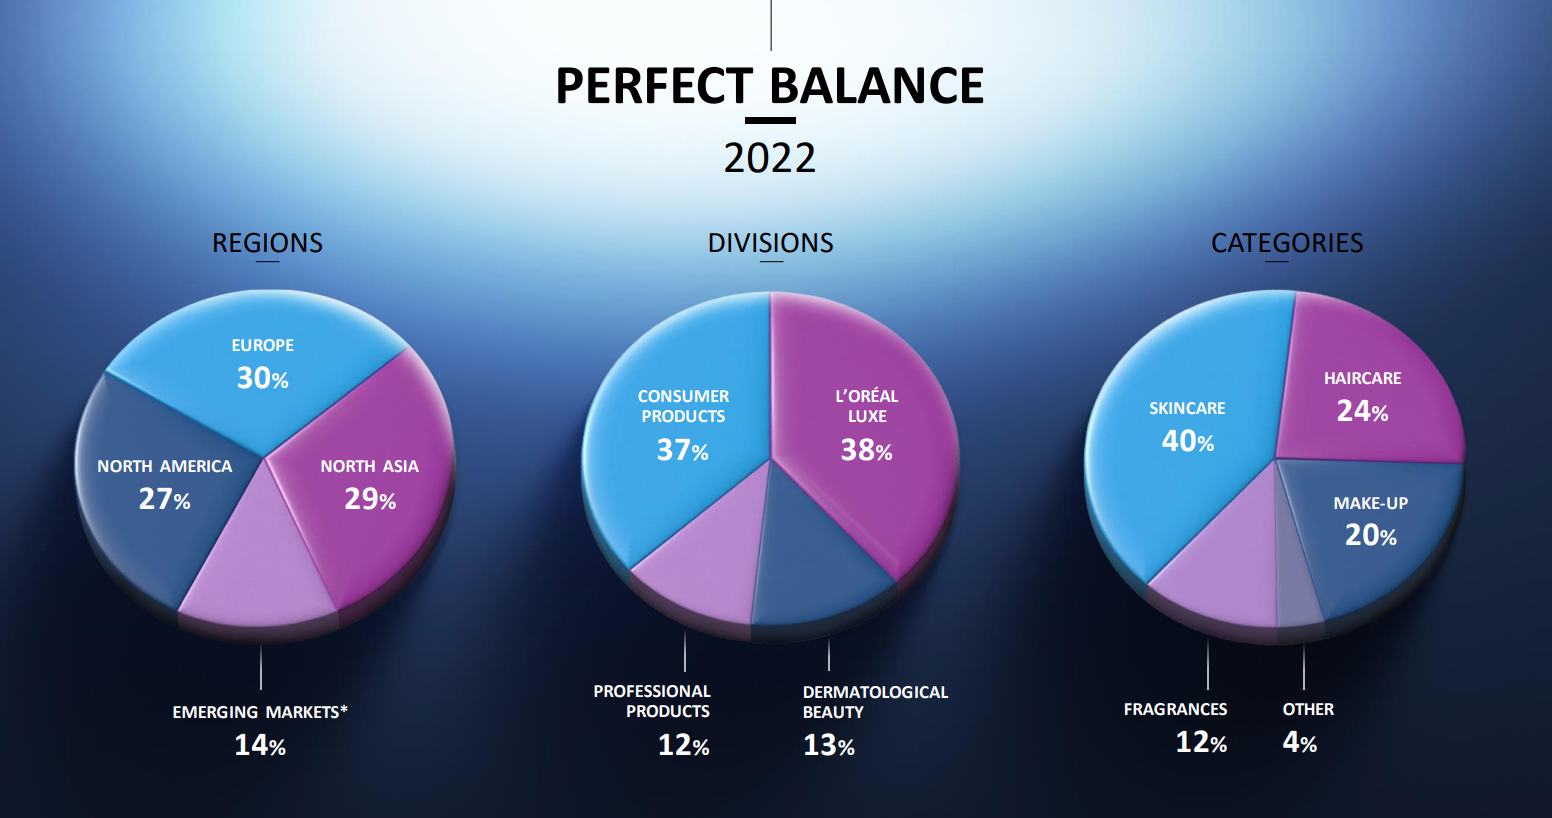 PERFECT BALANCE
2022
REGIONS
EUROPE
30%
NORTH AMERICA
27%
NORTH ASIA
29%
EMERGING MARKETS*
14%
DIVISIONS
CONSUMER
PRODUCTS
37%
L'ORÉAL
LUXE
38%
PROFESSIONAL
PRODUCTS
12%
DERMATOLOGICAL
BEAUTY
13%
CATEGORIES
SKINCARE
40%
HAIRCARE
24%
MAKE-UP
20%
FRAGRANCES
12%
OTHER
4%